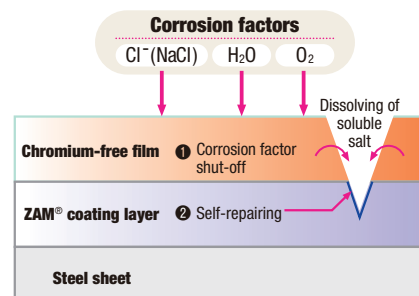 Corrosion factors
Cl⁻(NaCl) H₂O O₂
Dissolving of
soluble
salt
Chromium-free film ❶ Corrosion factor
shut-off
ZAM® coating layer ❷ Self-repairing
Steel sheet